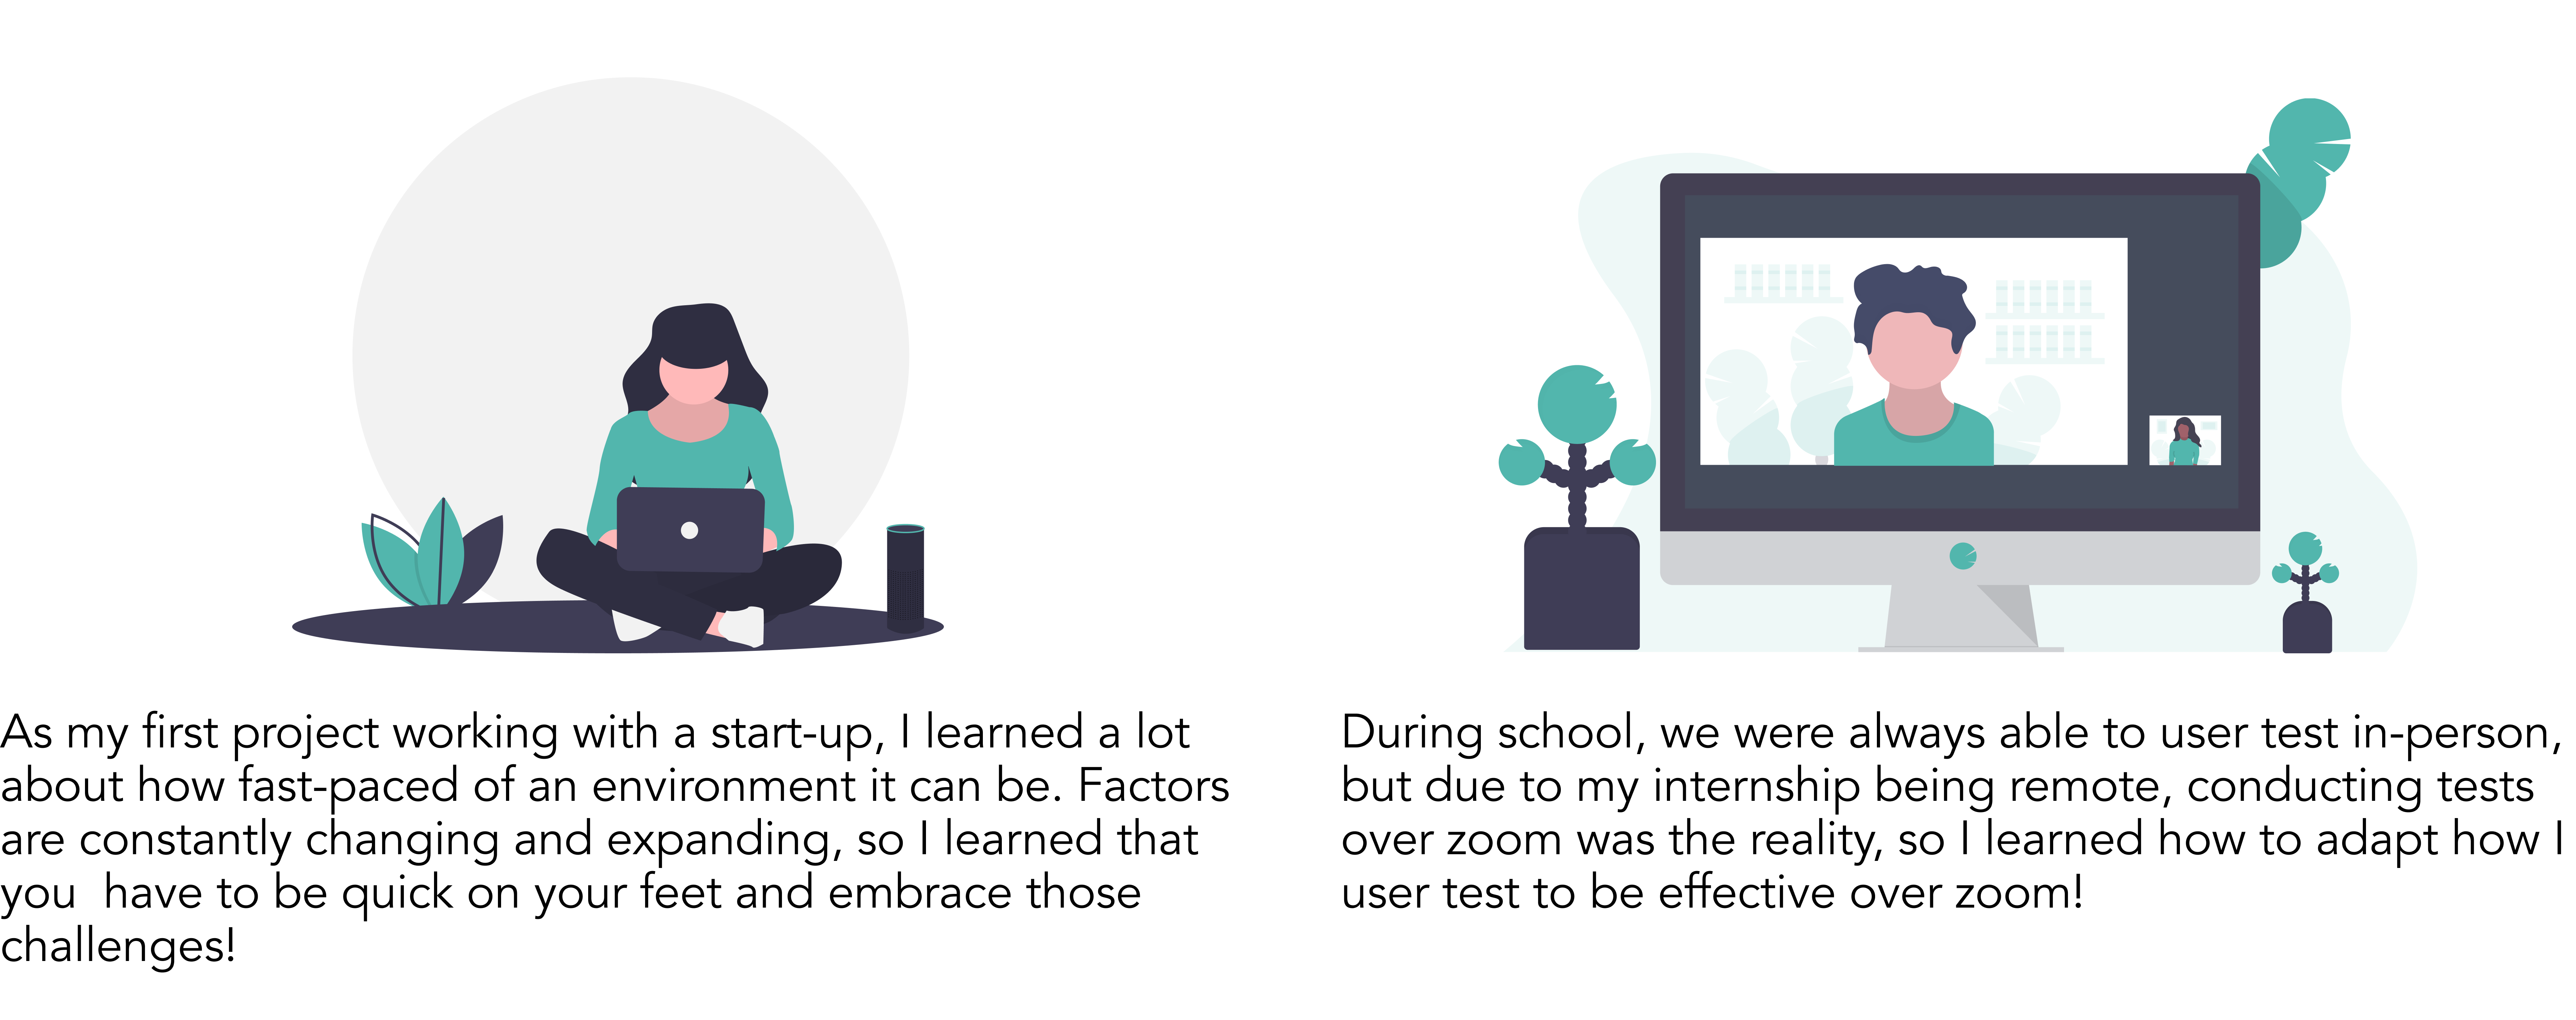 As my first project working with a start-up, I learned a lot
about how fast-paced of an environment it can be. Factors
are constantly changing and expanding, so I learned that
you  have to be quick on your feet and embrace those
challenges!
During school, we were always able to user test in-person,
but due to my internship being remote, conducting tests
over zoom was the reality, so I learned how to adapt how I
user test to be effective over zoom!